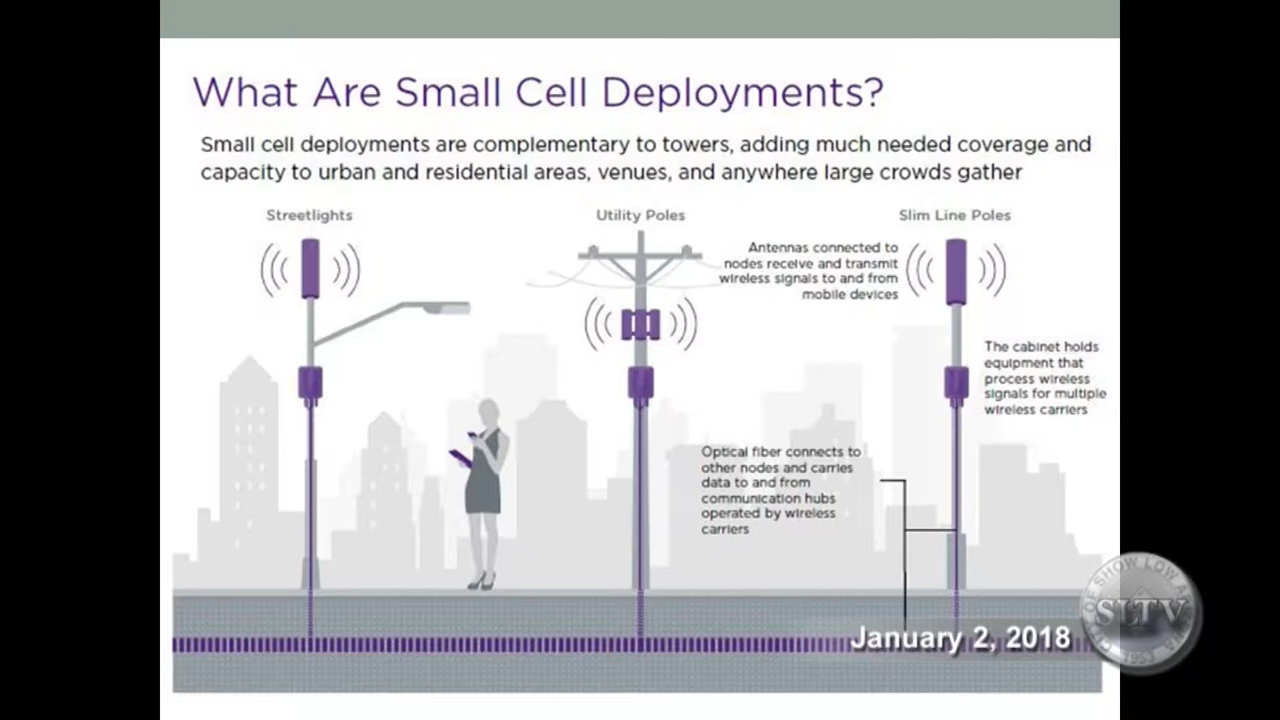 What Are Small Cell Deployments?
Small cell deployments are complementary to towers, adding much needed coverage and
capacity to urban and residential areas, venues, and anywhere large crowds gather
Streetlights
Utility Poles
Slim Line Poles
Antennas connected to
nodes receive and transmit
wireless signals to and from
mobile devices
The cabinet holds
equipment that
process wireless
signals for multiple
wireless carriers
Optical fiber connects to
other nodes and carries
data to and from
communication hubs
operated by wireless
carriers
January 2, 2018
OF SHOW LOW
SLTV